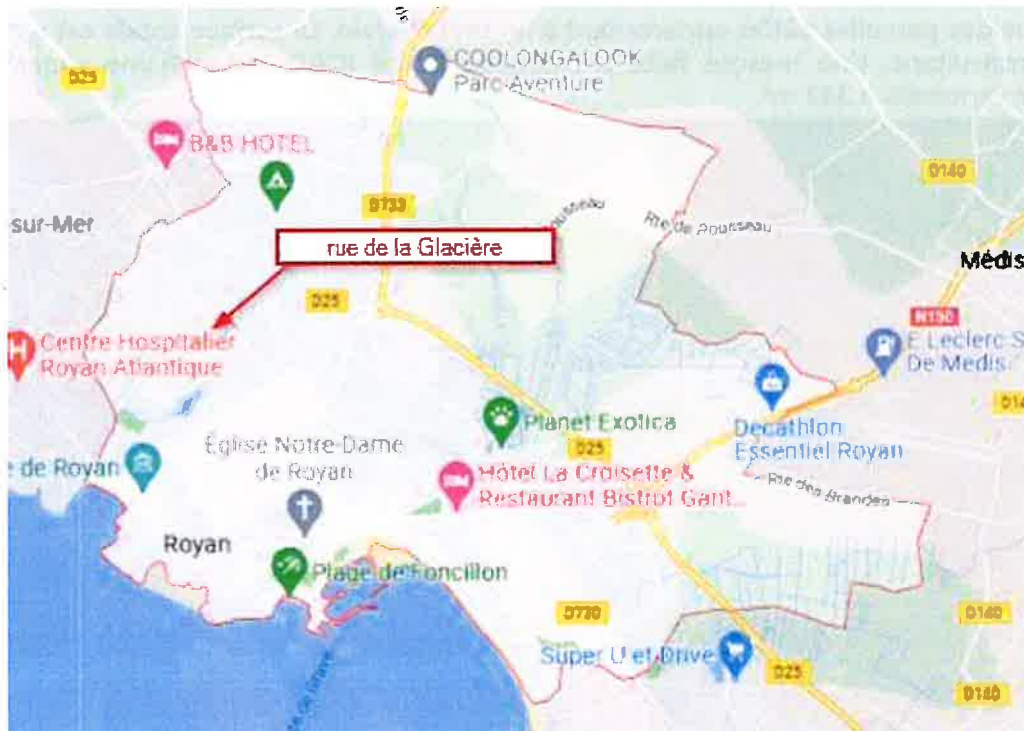 COOLONGALOOK
Parc Aventure
D25
B&B HOTEL
D140
D733
sur-Mer
rue de la Glacière
Rte de Pousseau
Médis
D25
N150
Centre Hospitalier
Royan Atlantique
E.Leclerc S
De Medis
Planet Exotica
Decathlon
Essentiel Royan
Église Notre-Dame
de Royan
D25
e de Royan
Hôtel La Croisette &
Restaurant Bistrot Gant...
Rte des Brandes
Royan
Plage de Foncillon
D730
D140
Super U et Drive
D25
D140